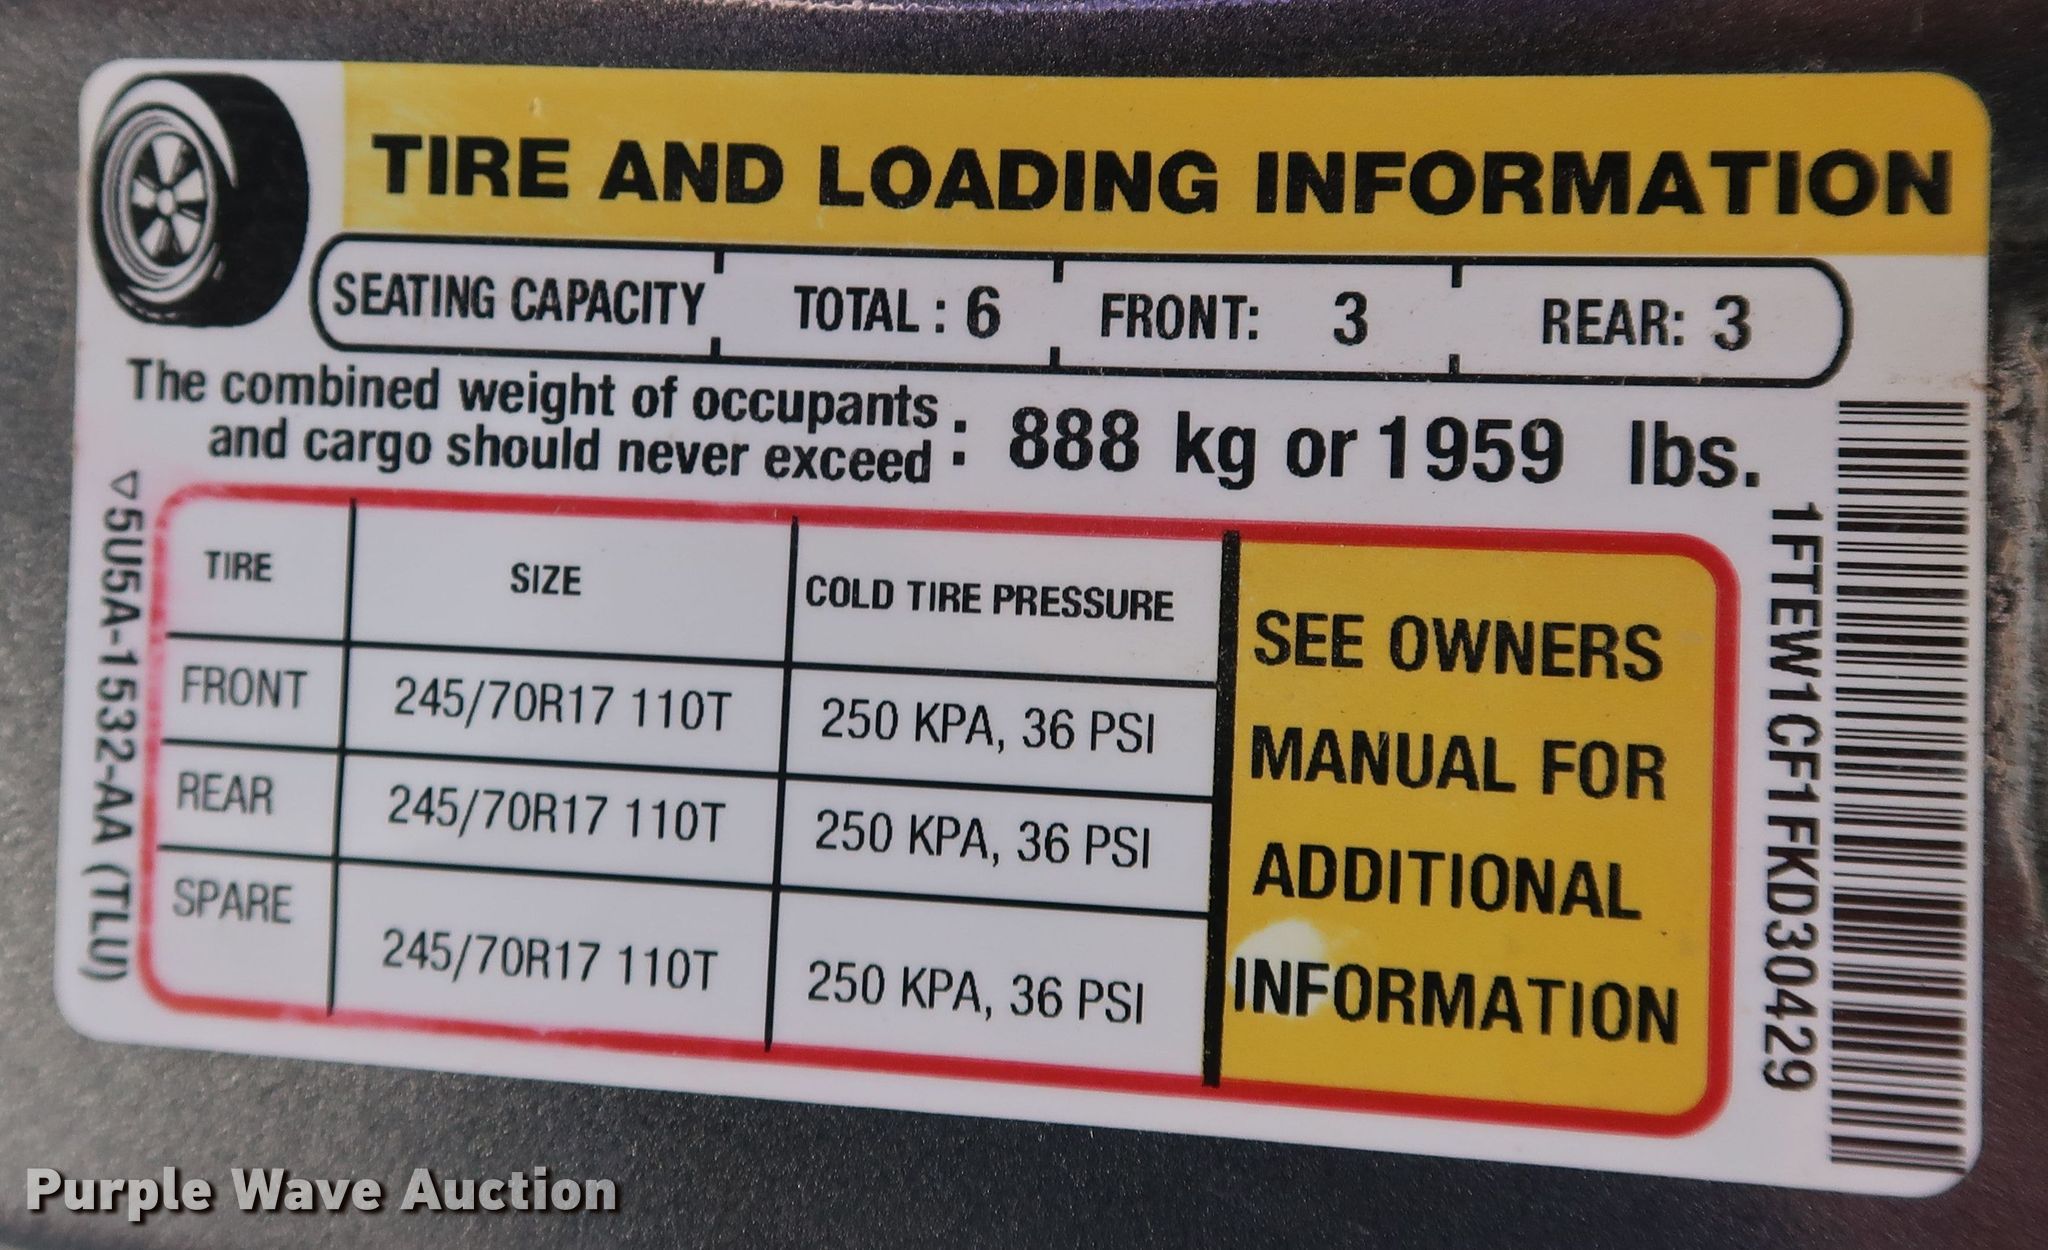 TIRE AND LOADING INFORMATION
SEATING CAPACITY TOTAL : 6 FRONT: 3 REAR: 3
The combined weight of occupants
and cargo should never exceed : 888 kg or 1959 lbs.
TIRE SIZE COLD TIRE PRESSURE
FRONT 245/70R17 110T 250 KPA, 36 PSI
REAR 245/70R17 110T 250 KPA, 36 PSI
SPARE 245/70R17 110T 250 KPA, 36 PSI
SEE OWNERS
MANUAL FOR
ADDITIONAL
INFORMATION
▽5U5A-1532-AA (TLU)
1FTEW1CF1FKD30429
Purple Wave Auction